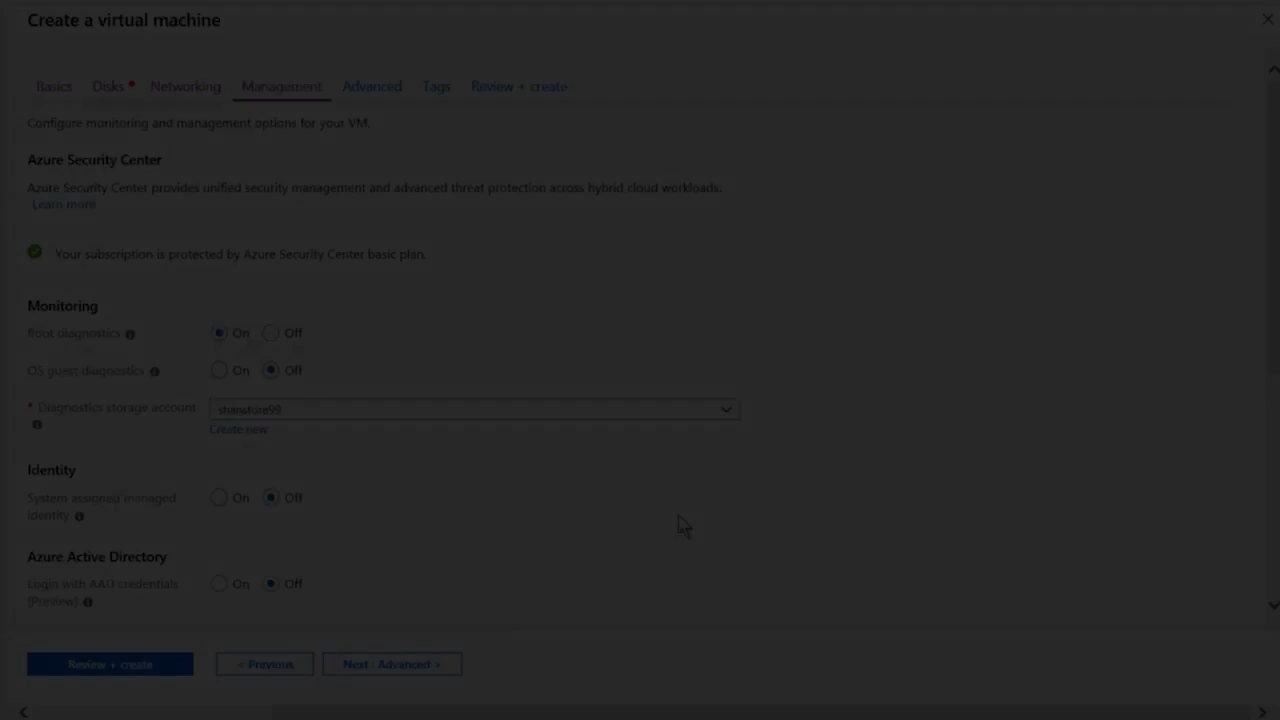 Create a virtual machine
Basics Disks Networking Management Advanced Tags Review + create
Configure monitoring and management options for your VM.
Azure Security Center
Azure Security Center provides unified security management and advanced threat protection across hybrid cloud workloads.
Learn more
Your subscription is protected by Azure Security Center basic plan.
Monitoring
Boot diagnostics On Off
OS guest diagnostics On Off
* Diagnostics storage account
Create new
Identity
System assigned managed On Off
identity
Azure Active Directory
Login with AAD credentials On Off
(Preview)
Review + create < Previous Next : Advanced >